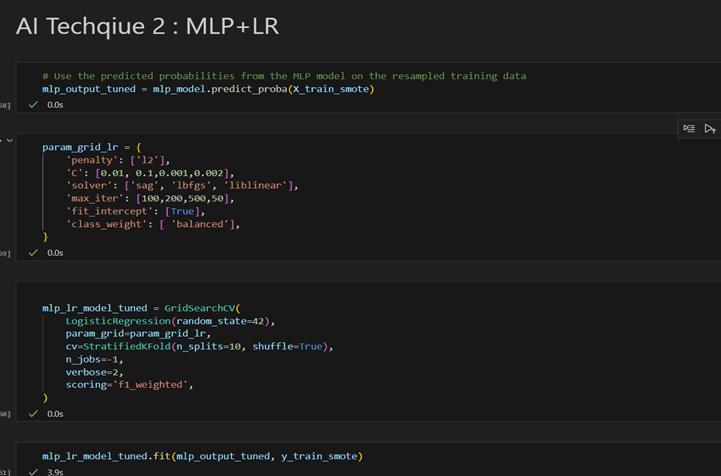 AI Techqiue 2 : MLP+LR
# Use the predicted probabilities from the MLP model on the resampled training data
mlp_output_tuned = mlp_model.predict_proba(X_train_smote)
58]
0.0s
param_grid_lr = {
'penalty': ['l2'],
'C': [0.01, 0.1,0.001,0.002],
'solver': ['sag', 'lbfgs', 'liblinear'],
'max_iter': [100,200,500,50],
'fit_intercept': [True],
'class_weight': [ 'balanced'],
}
59]
0.0s
mlp_lr_model_tuned = GridSearchCV(
LogisticRegression(random_state=42),
param_grid=param_grid_lr,
cv=StratifiedKFold(n_splits=10, shuffle=True),
n_jobs=-1,
verbose=2,
scoring='f1_weighted',
)
60]
0.0s
mlp_lr_model_tuned.fit(mlp_output_tuned, y_train_smote)
61]
3.9s